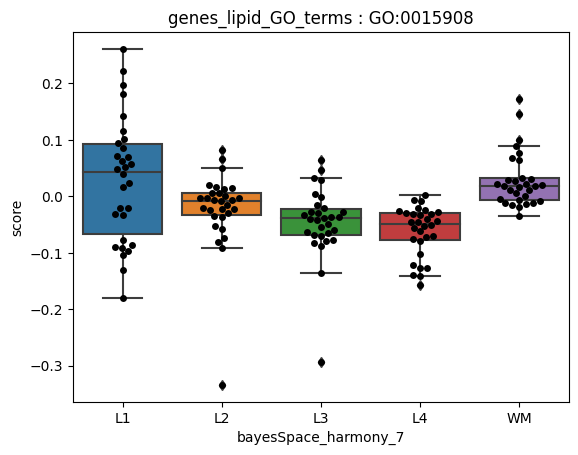 genes_lipid_GO_terms : GO:0015908
score
0.2
0.1
0.0
−0.1
−0.2
−0.3
L1 L2 L3 L4 WM
bayesSpace_harmony_7